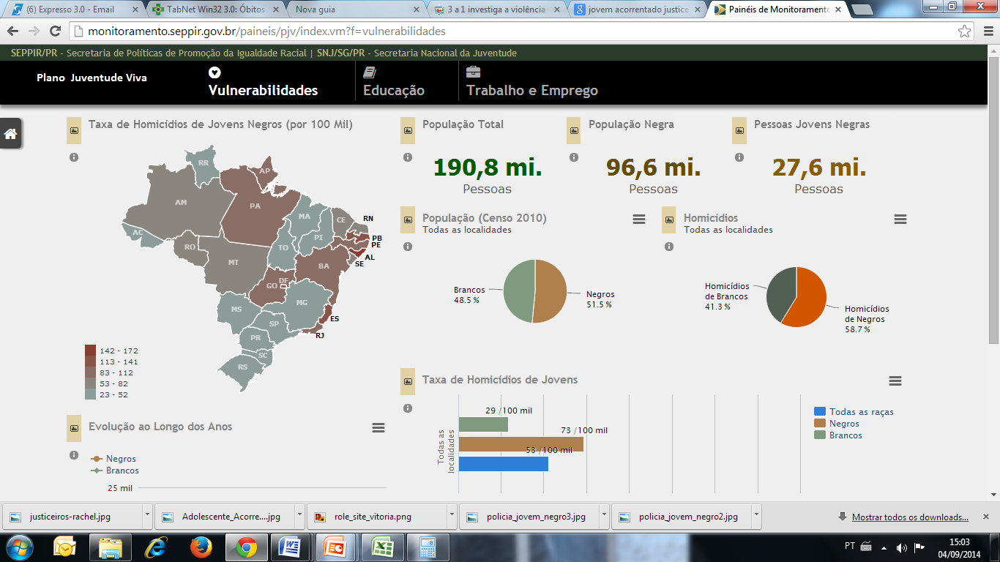 (6) Expresso 3.0 - Email
TabNet Win32 3.0: Óbitos
Nova guia
3 a 1 investiga a violência
jovem acorrentado justice
Painéis de Monitoramento
monitoramento.seppir.gov.br/paineis/pjv/index.vm?f=vulnerabilidades
SEPPIR/PR - Secretaria de Políticas de Promoção da Igualdade Racial | SNJ/SG/PR - Secretaria Nacional da Juventude
Plano Juventude Viva
Vulnerabilidades
Educação
Trabalho e Emprego
Taxa de Homicídios de Jovens Negros (por 100 Mil)
RR
AP
AM
PA
MA
CE
RN
PB
PE
AL
SE
PI
AC
RO
TO
MT
BA
GO
DF
MG
MS
ES
SP
RJ
PR
SC
RS
142 - 172
113 - 141
83 - 112
53 - 82
23 - 52
População Total
190,8 mi.
Pessoas
População Negra
96,6 mi.
Pessoas
Pessoas Jovens Negras
27,6 mi.
Pessoas
População (Censo 2010)
Todas as localidades
Brancos
48.5 %
Negros
51.5 %
Homicídios
Todas as localidades
Homicídios
de Brancos
41.3 %
Homicídios
de Negros
58.7 %
Evolução ao Longo dos Anos
Negros
Brancos
25 mil
Taxa de Homicídios de Jovens
Todas as
localidades
29 /100 mil
73 /100 mil
53 /100 mil
Todas as raças
Negros
Brancos
justiceiros-rachel.jpg
Adolescente_Acorre....jpg
role_site_vitoria.png
policia_jovem_negro3.jpg
policia_jovem_negro2.jpg
Mostrar todos os downloads...
PT
15:03
04/09/2014